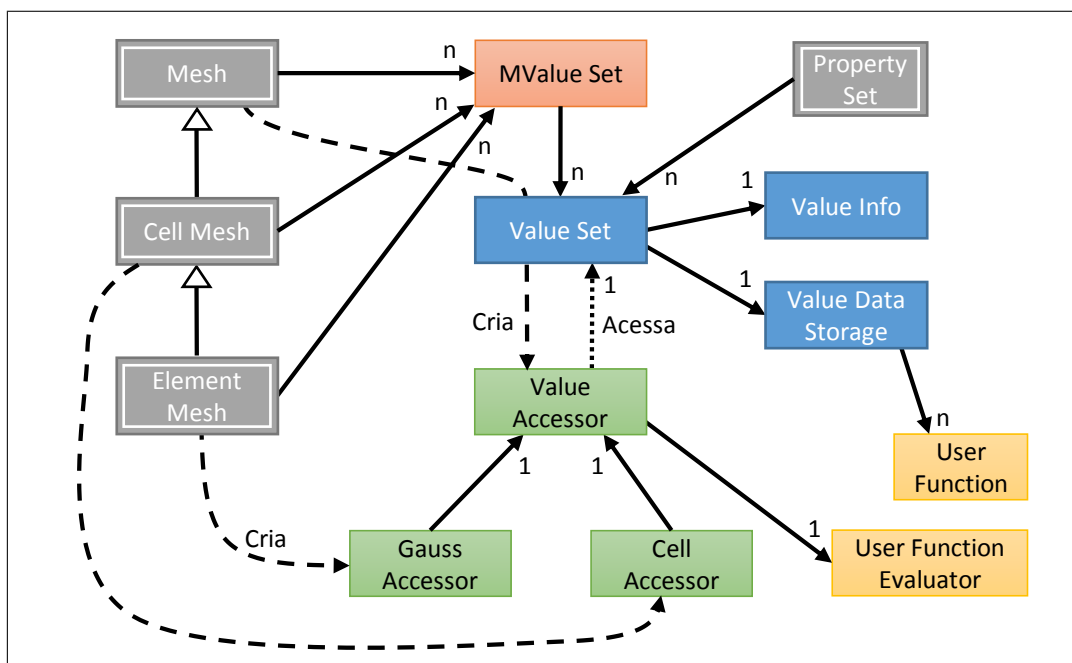 Mesh
n
MValue Set
Property
Set
n
n
n
n
1
Cell Mesh
Value Set
Value Info
1
1
Value Data
Storage
Cria
Acessa
Element
Mesh
Value
Accessor
n
User
Function
1
1
Cria
Gauss
Accessor
Cell
Accessor
1
User Function
Evaluator